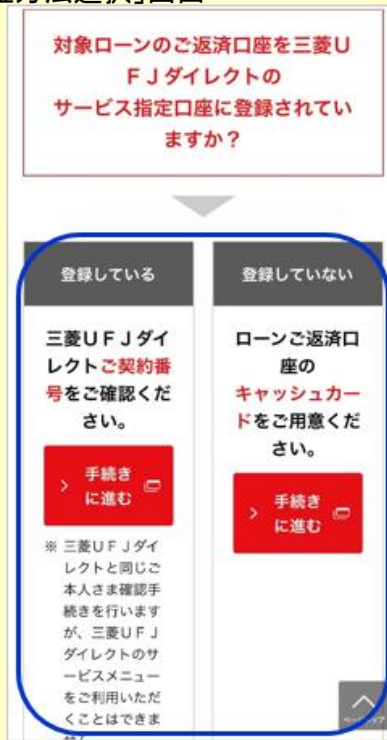 方法選択」画面
対象ローンのご返済口座を三菱U
FJダイレクトの
サービス指定口座に登録されてい
ますか？
登録している
三菱UFJダイ
レクトご契約番
号をご確認くだ
さい。
手続き
に進む
※ 三菱UFJダイ
レクトと同じご
本人さま確認手
続きを行います
が、三菱UFJ
ダイレクトのサ
ービスメニュー
をご利用いただ
くことはできま
登録していない
ローンご返済口
座の
キャッシュカー
ドをご用意くだ
さい。
手続き
に進む